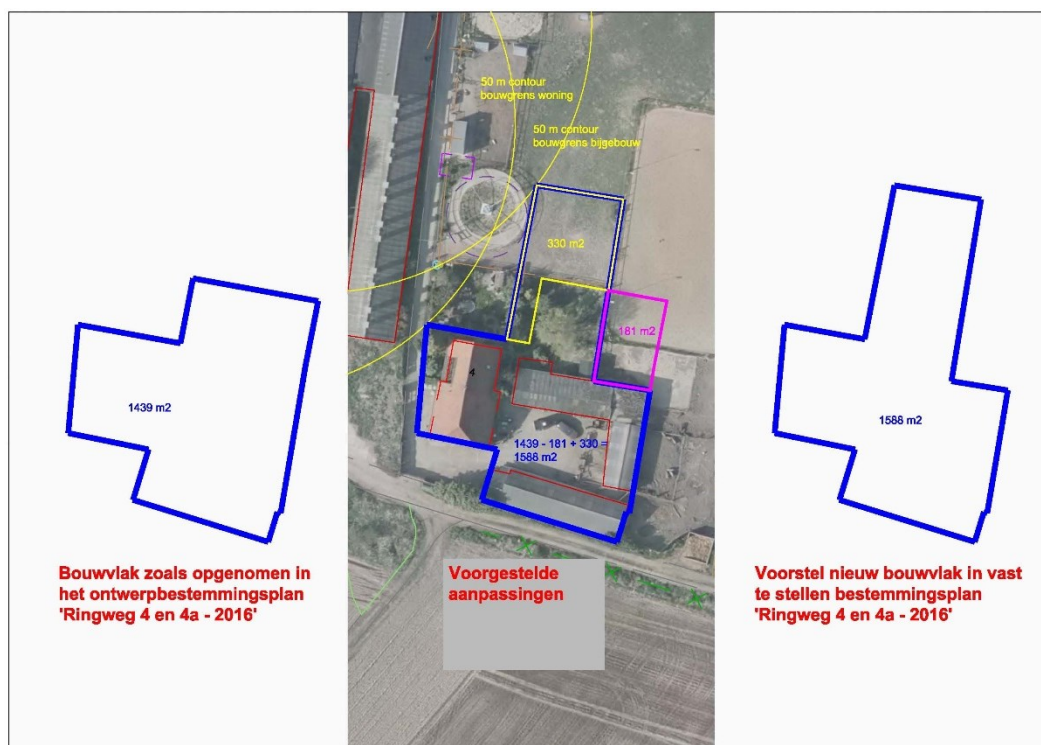 1439 m2
Bouwvlak zoals opgenomen in
het ontwerpbestemmingsplan
'Ringweg 4 en 4a - 2016'
50 m contour
bouwgrens woning
50 m contour
bouwgrens bijgebouw
330 m2
181 m2
4
1439 - 181 + 330 =
1588 m2
Voorgestelde
aanpassingen
1588 m2
Voorstel nieuw bouwvlak in vast
te stellen bestemmingsplan
'Ringweg 4 en 4a - 2016'